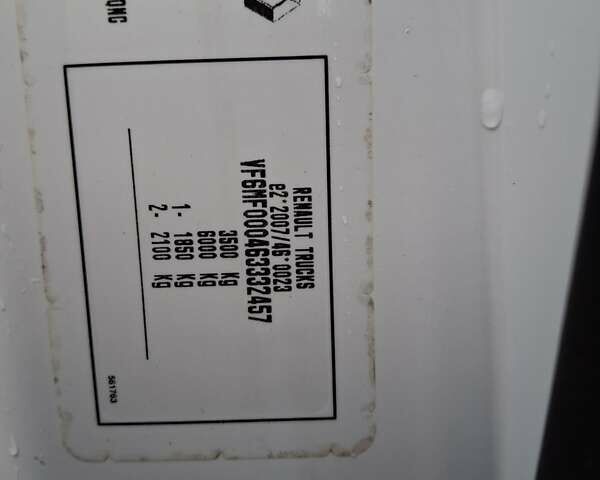 RENAULT TRUCKS
e2*2007/46*0023
VF6MF000463332457
3500 Kg
6000 Kg
1- 1850 Kg
2- 2100 Kg
561763